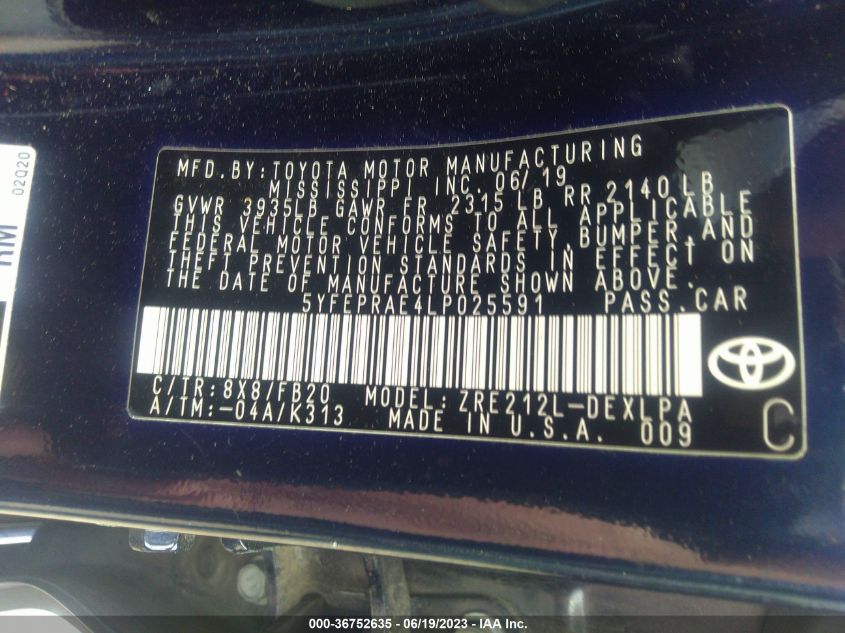 MFD.BY:TOYOTA MOTOR MANUFACTURING
MISSISSIPPI INC. 06/19
GVWR 3935LB GAWR FR 2315 LB RR 2140 LB
THIS VEHICLE CONFORMS TO ALL APPLICABLE
FEDERAL MOTOR VEHICLE SAFETY,BUMPER,AND
THEFT PREVENTION STANDARDS IN EFFECT ON
THE DATE OF MANUFACTURE SHOWN ABOVE.
5YFEPRAE4LP025591 PASS.CAR
C/TR:8X8/FB20 MODEL:ZRE212L-DEXLPA
A/TM:-04A/K313 MADE IN U.S.A. 009
C
02Q20
RM
000-36752635 - 06/19/2023 - IAA Inc.